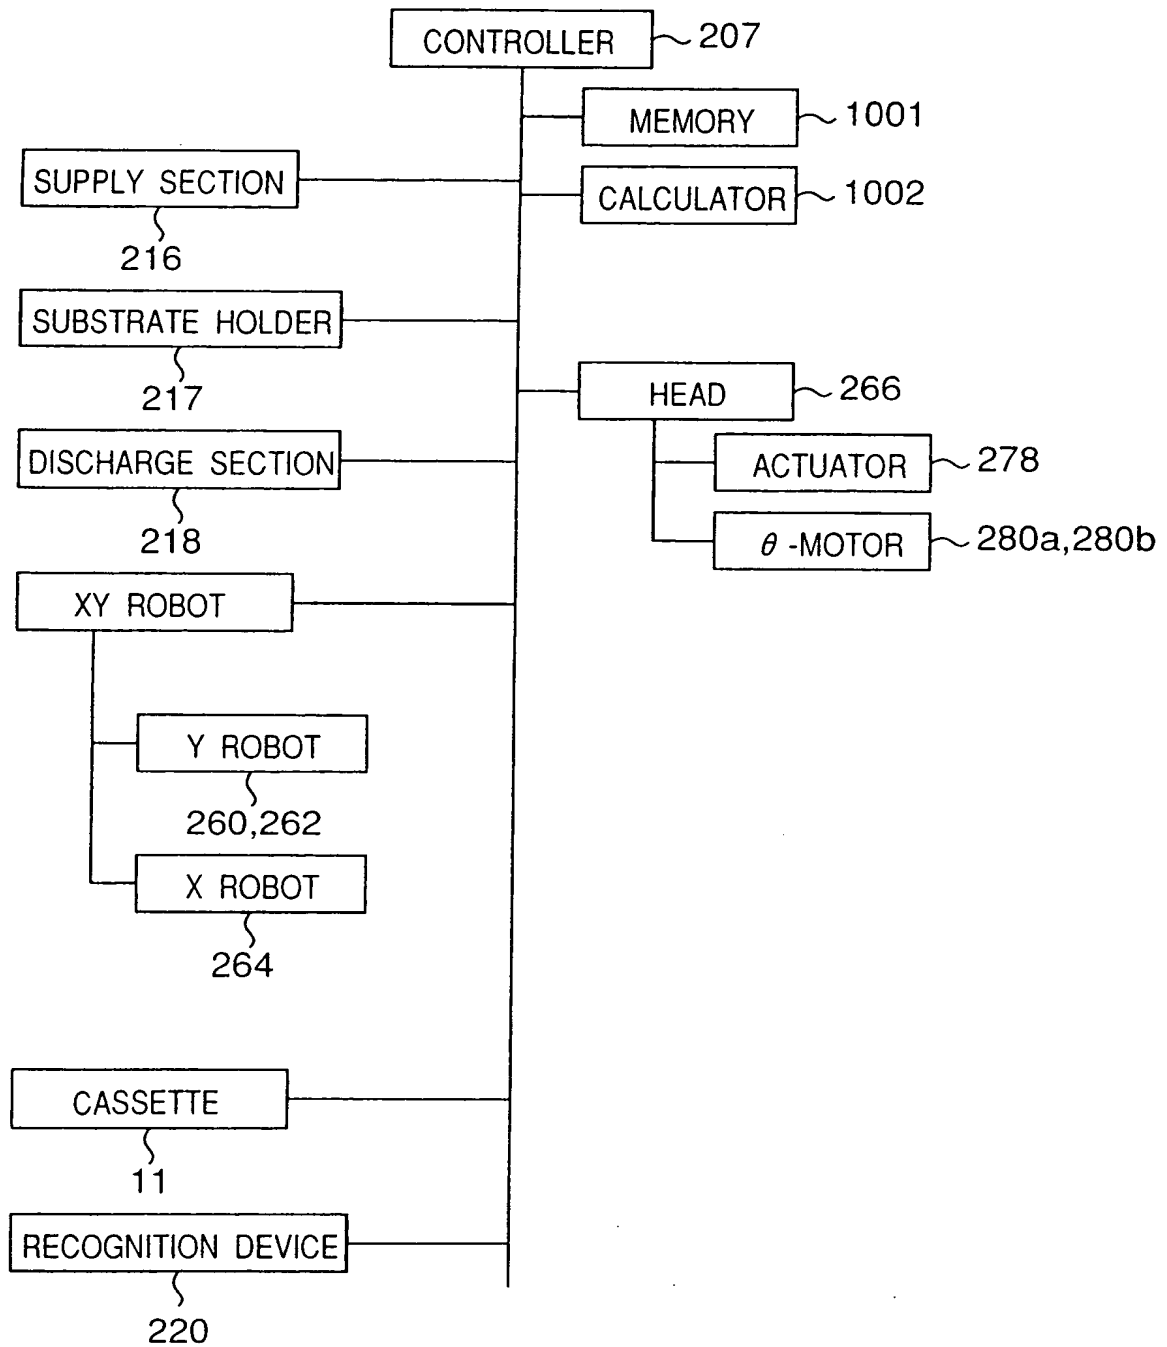 CONTROLLER 207
MEMORY 1001
SUPPLY SECTION
216
CALCULATOR 1002
SUBSTRATE HOLDER
217
HEAD 266
DISCHARGE SECTION
218
ACTUATOR 278
θ-MOTOR 280a,280b
XY ROBOT
Y ROBOT
260,262
X ROBOT
264
CASSETTE
11
RECOGNITION DEVICE
220